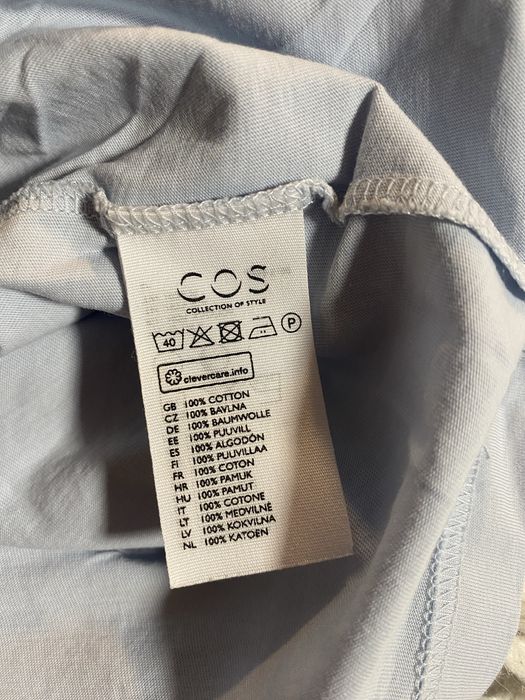 COS
COLLECTION OF STYLE
40 P
clevercare.info
GB 100% COTTON
CZ 100% BAVLNA
DE 100% BAUMWOLLE
EE 100% PUUVILL
ES 100% ALGODÓN
FI 100% PUUVILLAA
FR 100% COTON
HR 100% PAMUK
HU 100% PAMUT
IT 100% COTONE
LT 100% MEDVILNE
LV 100% KOKVILNA
NL 100% KATOEN